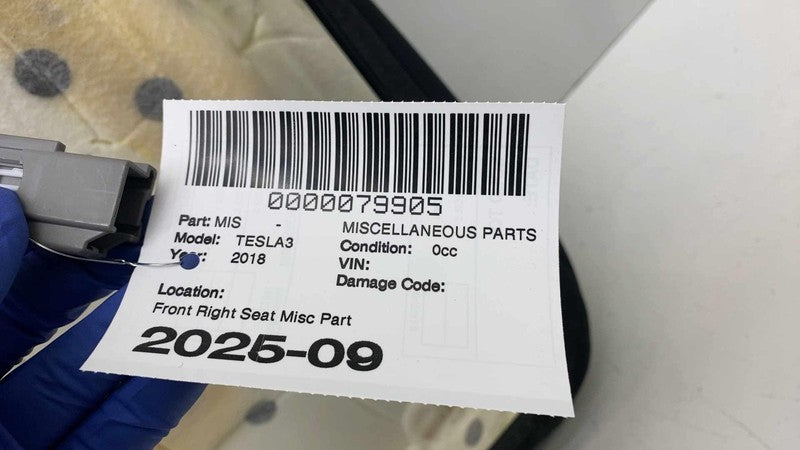 0000079905
Part: MIS - MISCELLANEOUS PARTS
Model: TESLA3 Condition: 0cc
Year: 2018 VIN:
Damage Code:
Location:
Front Right Seat Misc Part
2025-09